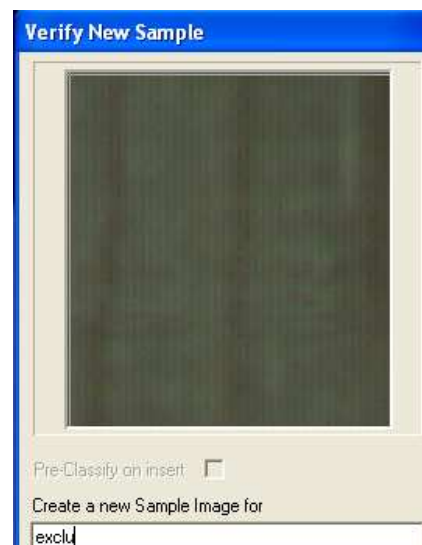 Verify New Sample
Pre-Classify on insert
Create a new Sample Image for
exclu